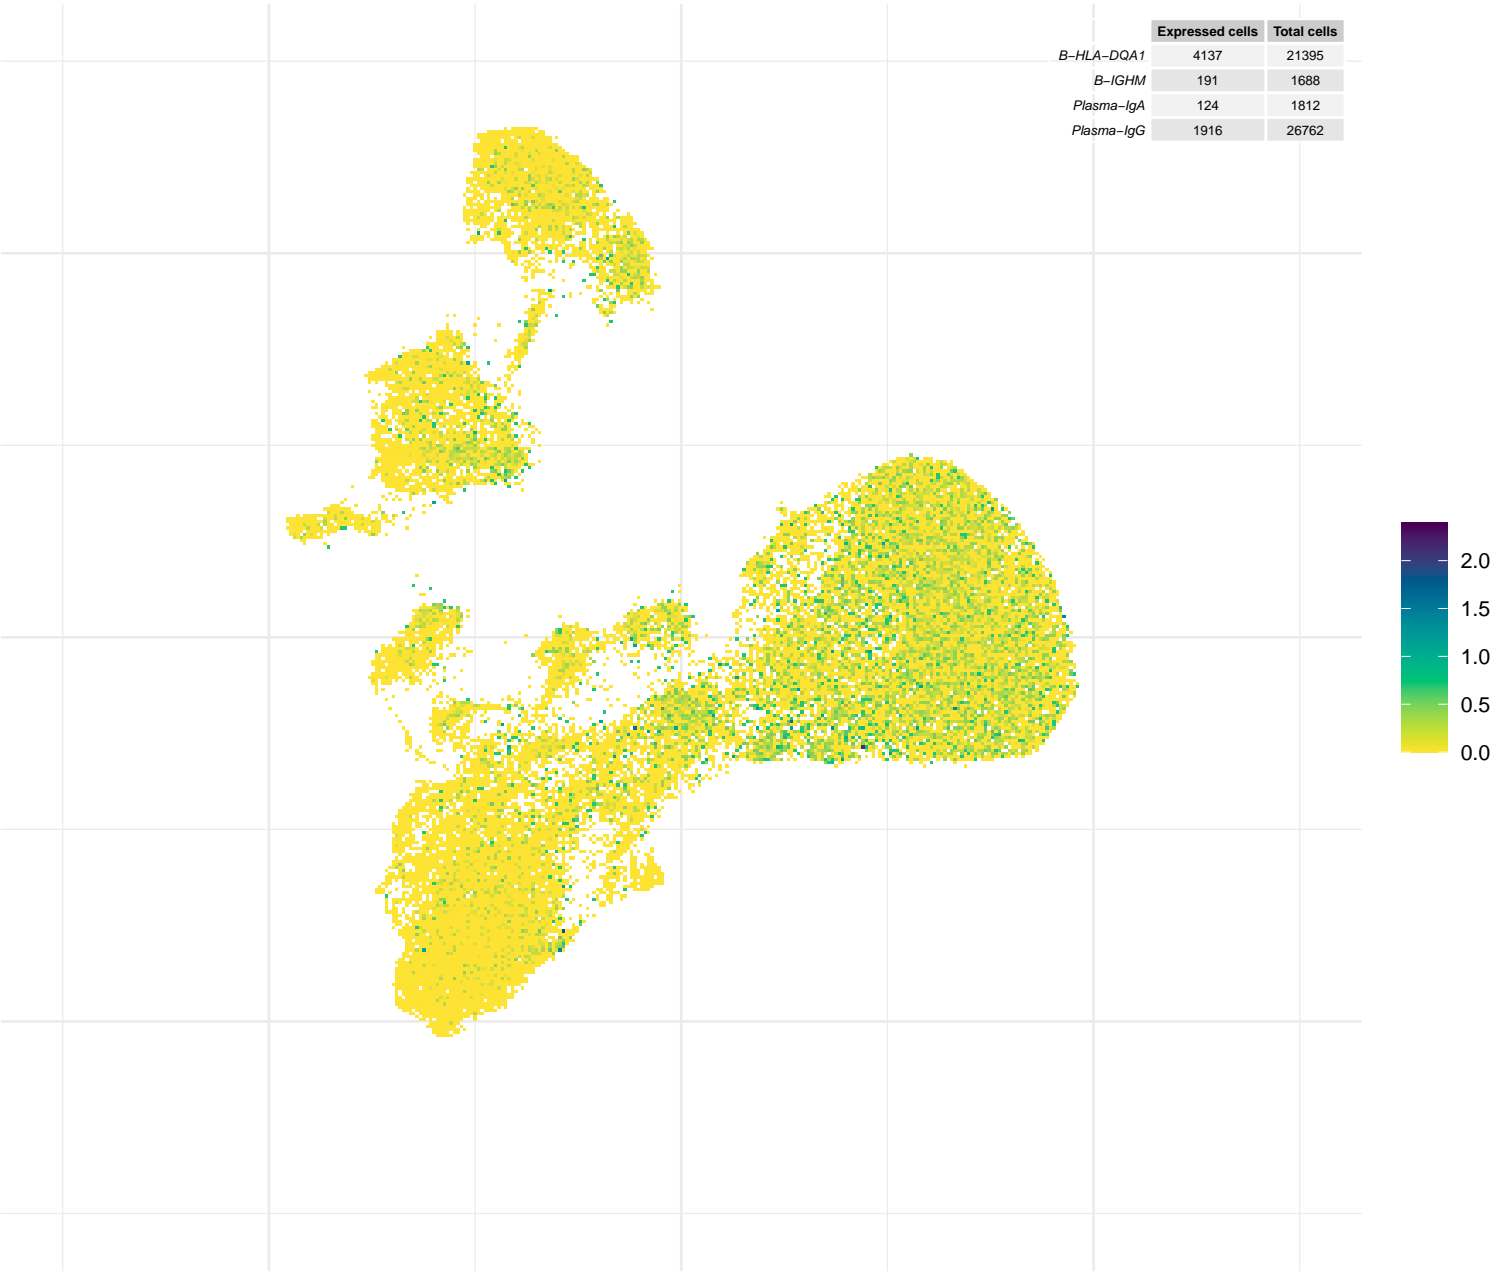 Expressed cells Total cells
B−HLA−DQA1 4137 21395
B−IGHM 191 1688
Plasma−IgA 124 1812
Plasma−IgG 1916 26762
2.0
1.5
1.0
0.5
0.0